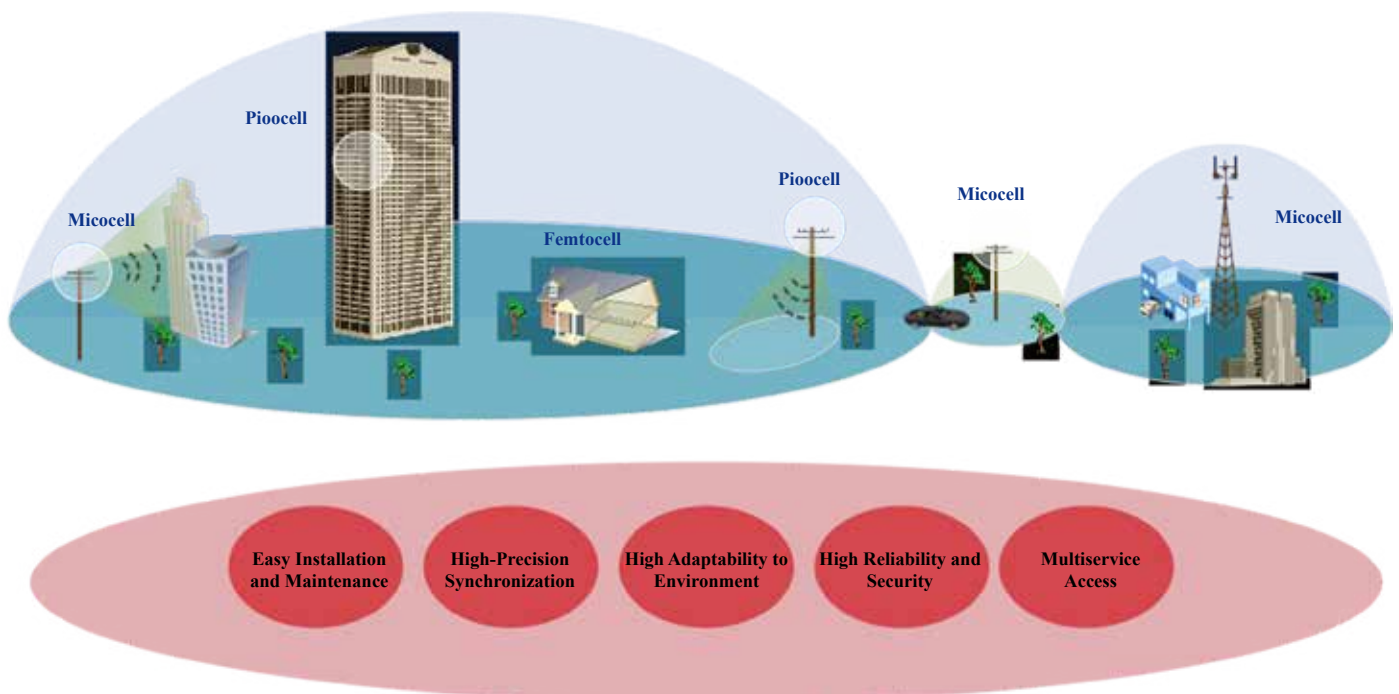 Pioocell
Pioocell
Micocell
Micocell
Micocell
Femtocell
Easy Installation
and Maintenance
High-Precision
Synchronization
High Adaptability to
Environment
High Reliability and
Security
Multiservice
Access